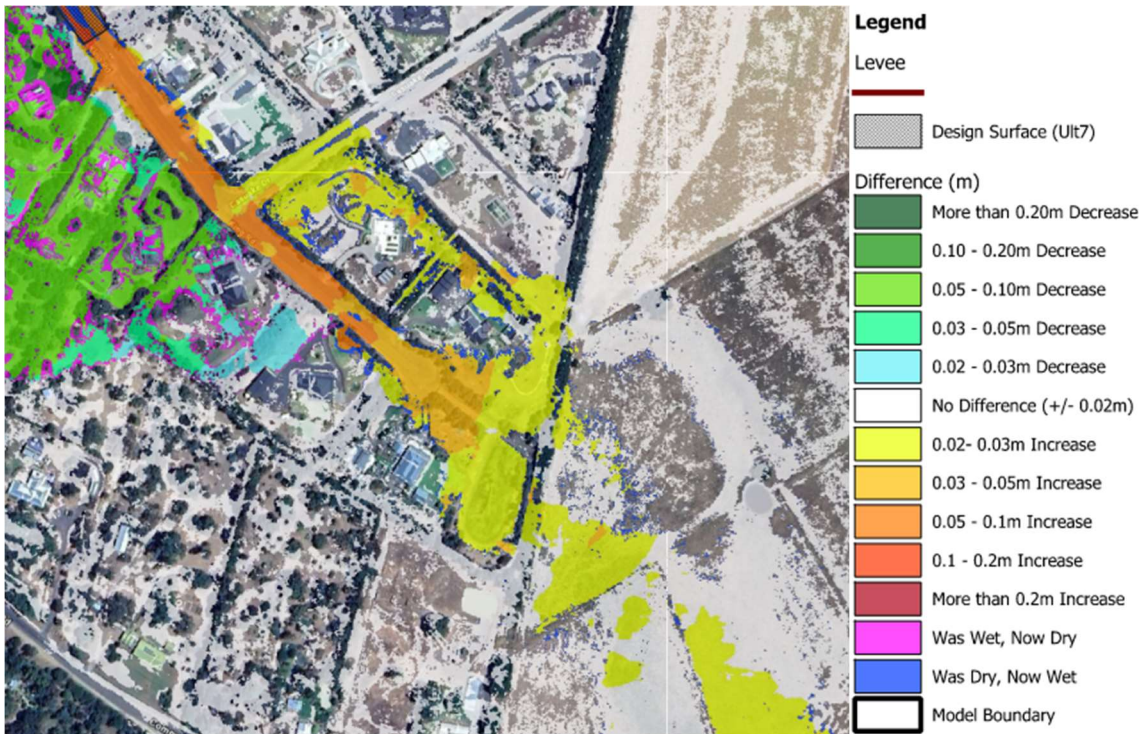 Legend
Levee
Design Surface (Ult7)
Difference (m)
More than 0.20m Decrease
0.10 - 0.20m Decrease
0.05 - 0.10m Decrease
0.03 - 0.05m Decrease
0.02 - 0.03m Decrease
No Difference (+/- 0.02m)
0.02- 0.03m Increase
0.03 - 0.05m Increase
0.05 - 0.1m Increase
0.1 - 0.2m Increase
More than 0.2m Increase
Was Wet, Now Dry
Was Dry, Now Wet
Model Boundary